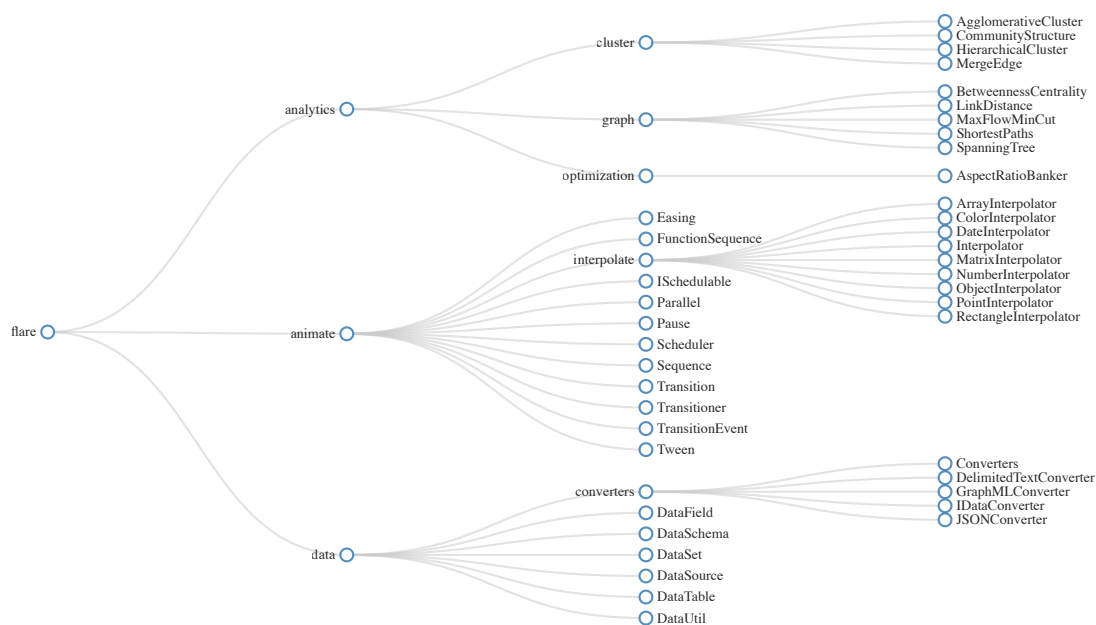 flare
analytics
cluster
AgglomerativeCluster
CommunityStructure
HierarchicalCluster
MergeEdge
graph
BetweennessCentrality
LinkDistance
MaxFlowMinCut
ShortestPaths
SpanningTree
optimization
AspectRatioBanker
animate
Easing
FunctionSequence
interpolate
ArrayInterpolator
ColorInterpolator
DateInterpolator
Interpolator
MatrixInterpolator
NumberInterpolator
ObjectInterpolator
PointInterpolator
RectangleInterpolator
ISchedulable
Parallel
Pause
Scheduler
Sequence
Transition
Transitioner
TransitionEvent
Tween
data
converters
Converters
DelimitedTextConverter
GraphMLConverter
IDataConverter
JSONConverter
DataField
DataSchema
DataSet
DataSource
DataTable
DataUtil